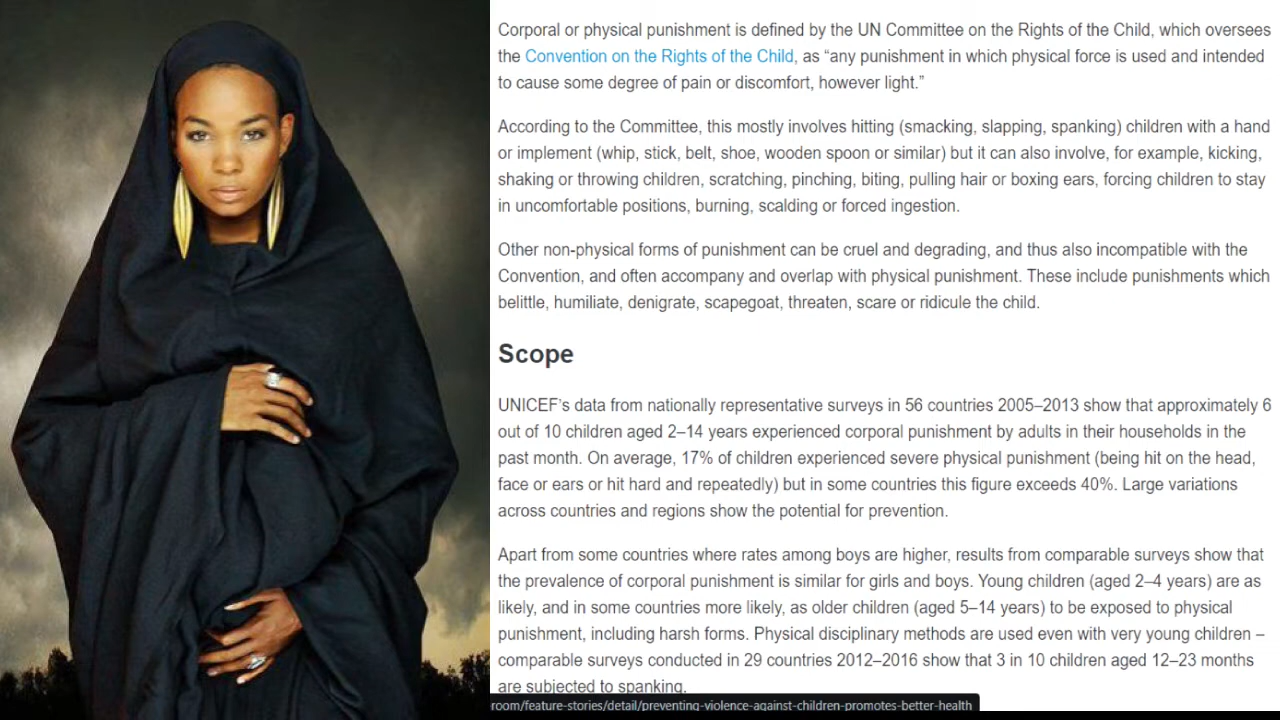 Corporal or physical punishment is defined by the UN Committee on the Rights of the Child, which oversees
the Convention on the Rights of the Child, as “any punishment in which physical force is used and intended
to cause some degree of pain or discomfort, however light.”
According to the Committee, this mostly involves hitting (smacking, slapping, spanking) children with a hand
or implement (whip, stick, belt, shoe, wooden spoon or similar) but it can also involve, for example, kicking,
shaking or throwing children, scratching, pinching, biting, pulling hair or boxing ears, forcing children to stay
in uncomfortable positions, burning, scalding or forced ingestion.
Other non-physical forms of punishment can be cruel and degrading, and thus also incompatible with the
Convention, and often accompany and overlap with physical punishment. These include punishments which
belittle, humiliate, denigrate, scapegoat, threaten, scare or ridicule the child.
Scope
UNICEF’s data from nationally representative surveys in 56 countries 2005–2013 show that approximately 6
out of 10 children aged 2–14 years experienced corporal punishment by adults in their households in the
past month. On average, 17% of children experienced severe physical punishment (being hit on the head,
face or ears or hit hard and repeatedly) but in some countries this figure exceeds 40%. Large variations
across countries and regions show the potential for prevention.
Apart from some countries where rates among boys are higher, results from comparable surveys show that
the prevalence of corporal punishment is similar for girls and boys. Young children (aged 2–4 years) are as
likely, and in some countries more likely, as older children (aged 5–14 years) to be exposed to physical
punishment, including harsh forms. Physical disciplinary methods are used even with very young children –
comparable surveys conducted in 29 countries 2012–2016 show that 3 in 10 children aged 12–23 months
are subjected to spanking.
room/feature-stories/detail/preventing-violence-against-children-promotes-better-health